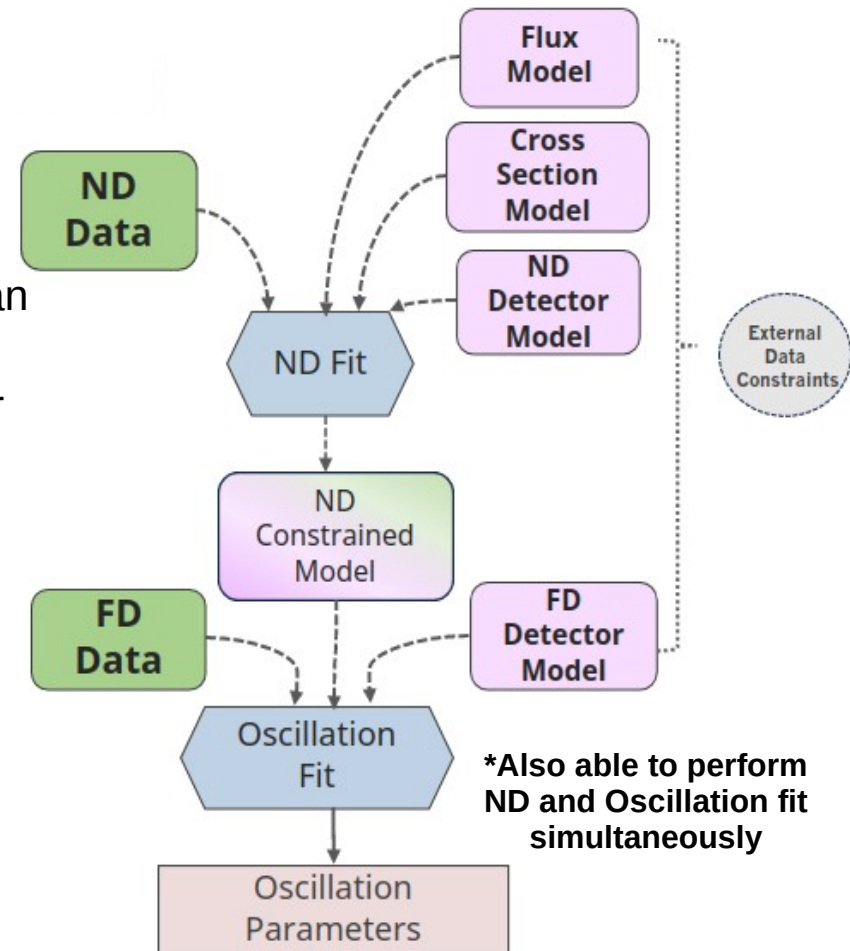 Flux
Model
Cross
Section
Model
ND
Data
ND
Detector
Model
an
External
Data
Constraints
ND Fit
ND
Constrained
Model
FD
Data
FD
Detector
Model
Oscillation
Fit
*Also able to perform
ND and Oscillation fit
simultaneously
Oscillation
Parameters